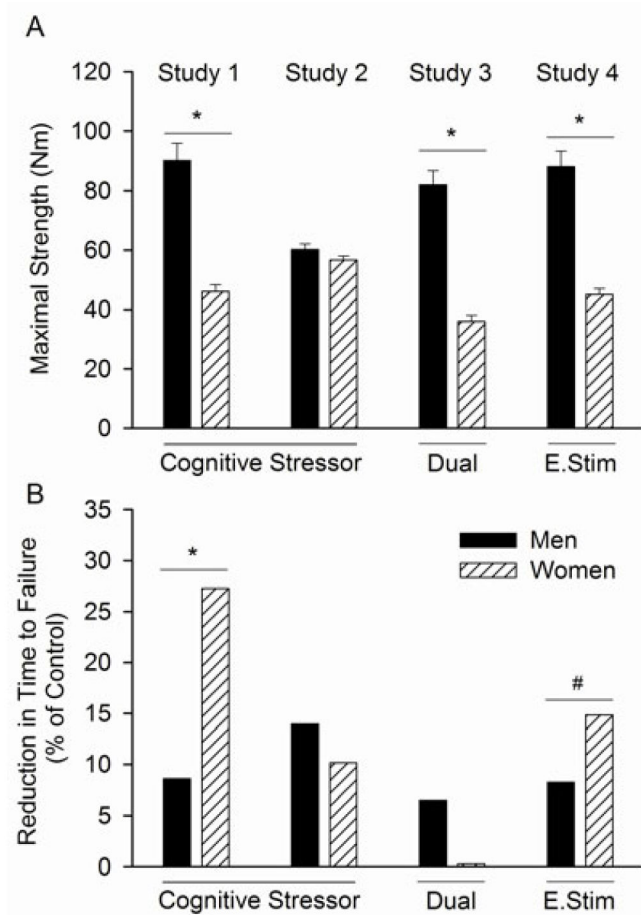 A
Study 1 Study 2 Study 3 Study 4
120
100
80
60
40
20
0
Maximal Strength (Nm)
* * *
Cognitive Stressor Dual E.Stim
B
35
30
25
20
15
10
5
0
Reduction in Time to Failure
(% of Control)
Men
Women
* #
Cognitive Stressor Dual E.Stim